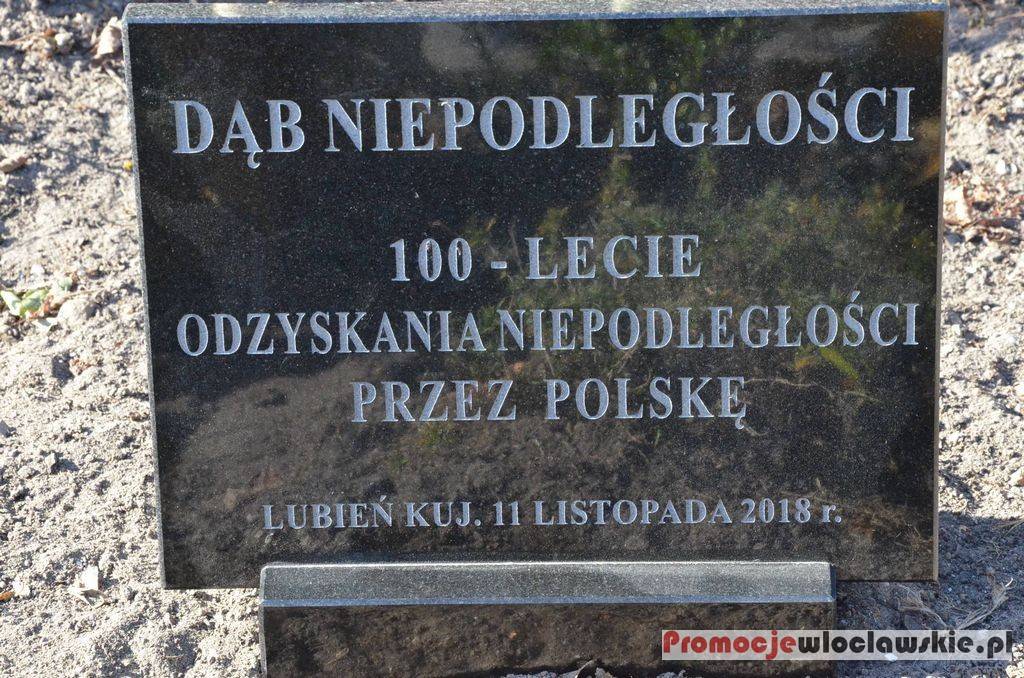 DĄB NIEPODLEGŁOŚCI
100 - LECIE
ODZYSKANIA NIEPODLEGŁOŚCI
PRZEZ POLSKĘ
LUBIEŃ KUJ. 11 LISTOPADA 2018 r.
Promocjewloclawskie.pl